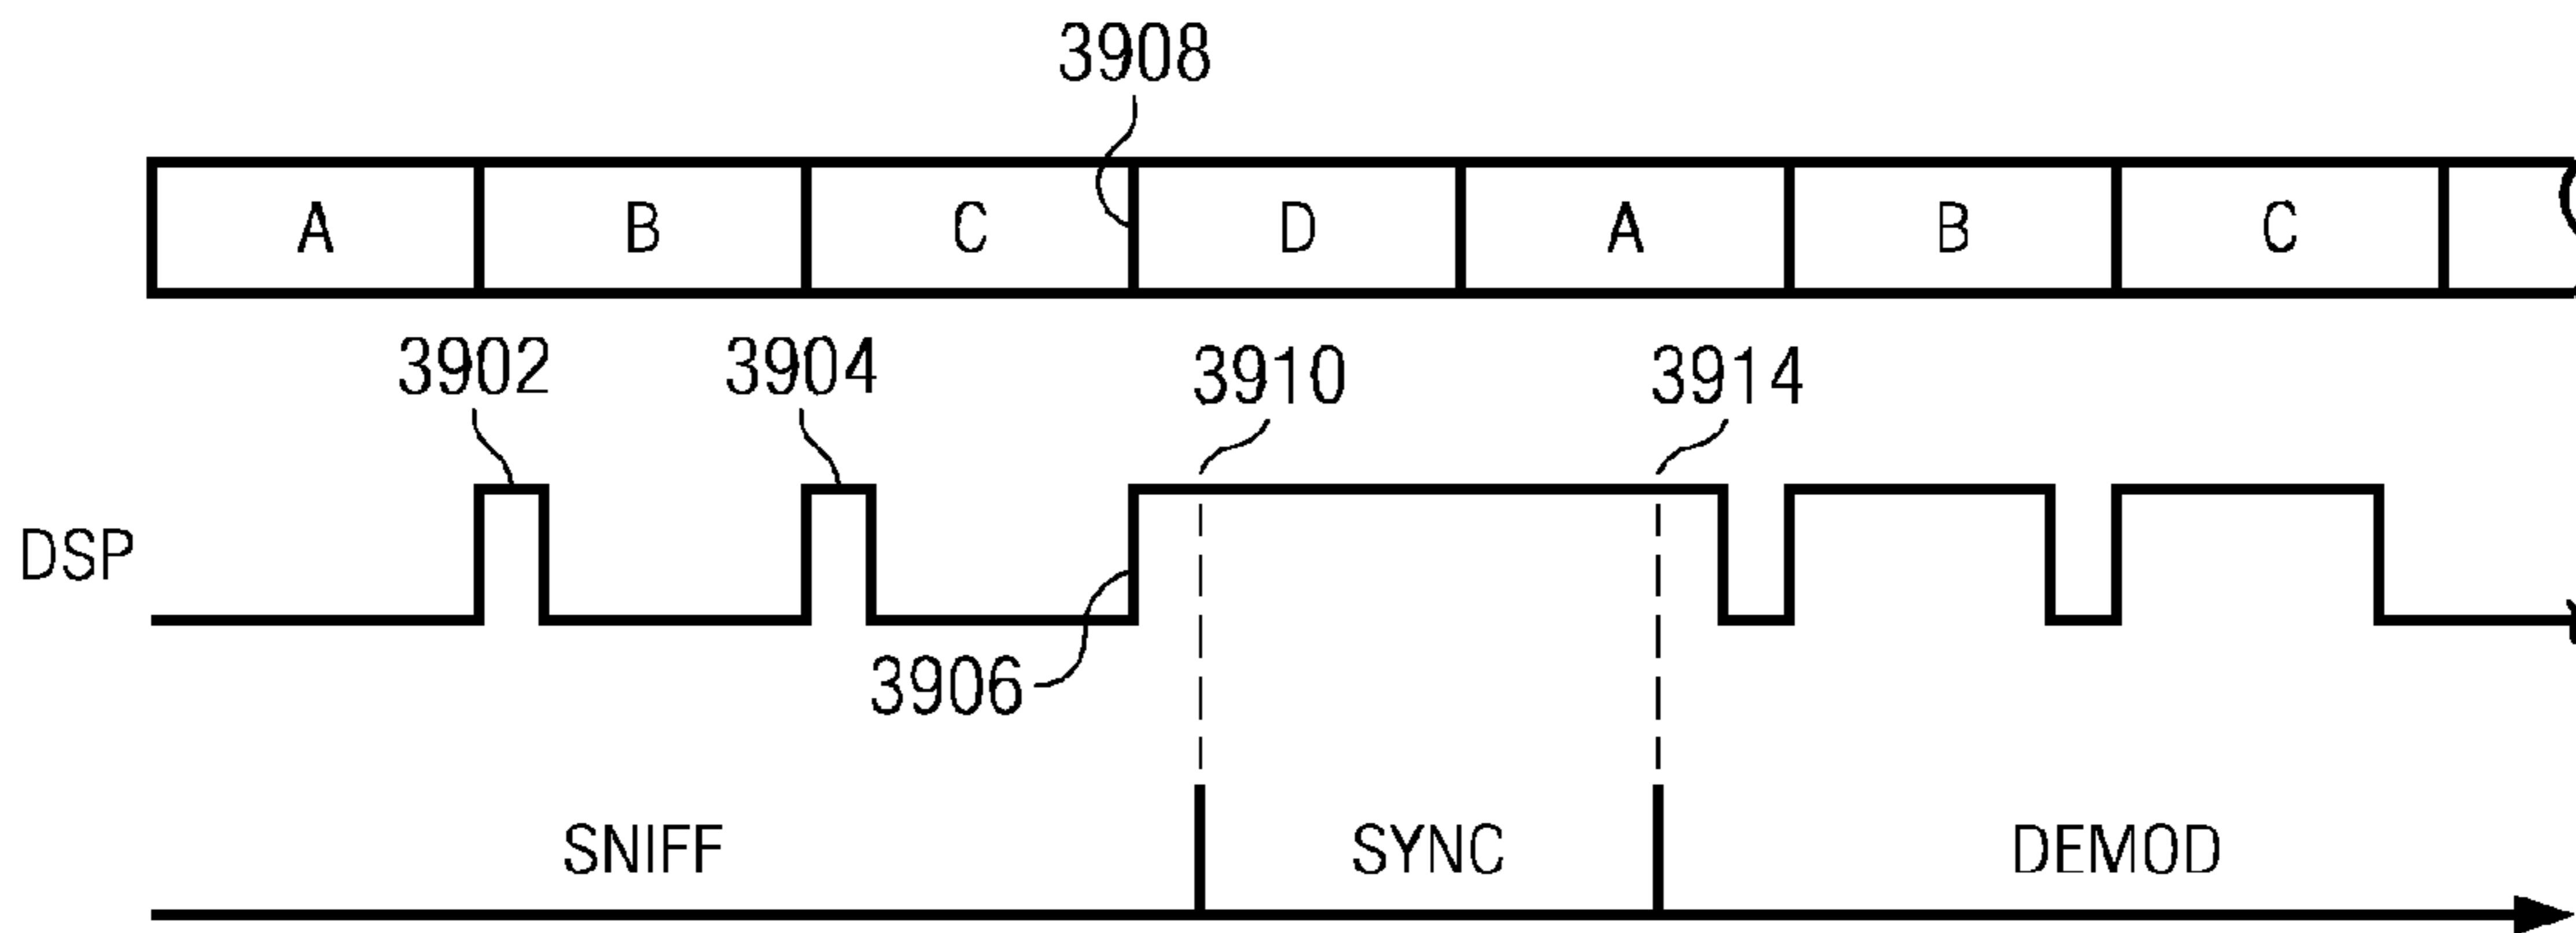 3908
A B C D A B C
3902 3904 3910 3914
DSP
3906
SNIFF SYNC DEMOD